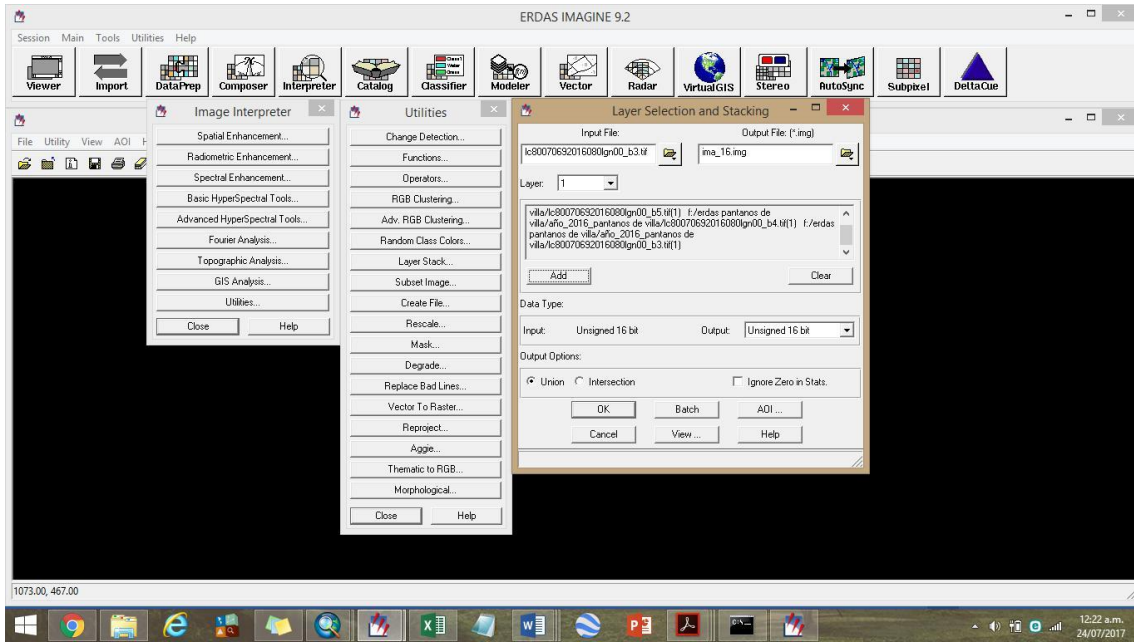 ERDAS IMAGINE 9.2
Session Main Tools Utilities Help
Viewer Import DataPrep Composer Interpreter Catalog Classifier Modeler Vector Radar VirtualGIS Stereo AutoSync Subpixel DeltaCue
File Utility View AOI H
Image Interpreter
Spatial Enhancement...
Radiometric Enhancement...
Spectral Enhancement...
Basic HyperSpectral Tools...
Advanced HyperSpectral Tools...
Fourier Analysis...
Topographic Analysis...
GIS Analysis...
Utilities...
Close Help
Utilities
Change Detection...
Functions...
Operators...
RGB Clustering...
Adv. RGB Clustering...
Random Class Colors...
Layer Stack...
Subset Image...
Create File...
Rescale...
Mask...
Degrade...
Replace Bad Lines...
Vector To Raster...
Reproject...
Aggie...
Thematic to RGB...
Morphological...
Close Help
Layer Selection and Stacking
Input File: Output File: (*.img)
lc80070692016080lgn00_b3.tif ima_16.img
Layer: 1
villa/lc80070692016080lgn00_b5.tif(1) f:/erdas pantanos de
villa/año_2016_pantanos de villa/lc80070692016080lgn00_b4.tif(1) f:/erdas
pantanos de villa/año_2016_pantanos de
villa/lc80070692016080lgn00_b3.tif(1)
Add Clear
Data Type:
Input: Unsigned 16 bit Output: Unsigned 16 bit
Output Options:
Union Intersection Ignore Zero in Stats.
OK Batch AOI ...
Cancel View ... Help
1073.00, 467.00
12:22 a.m.
24/07/2017